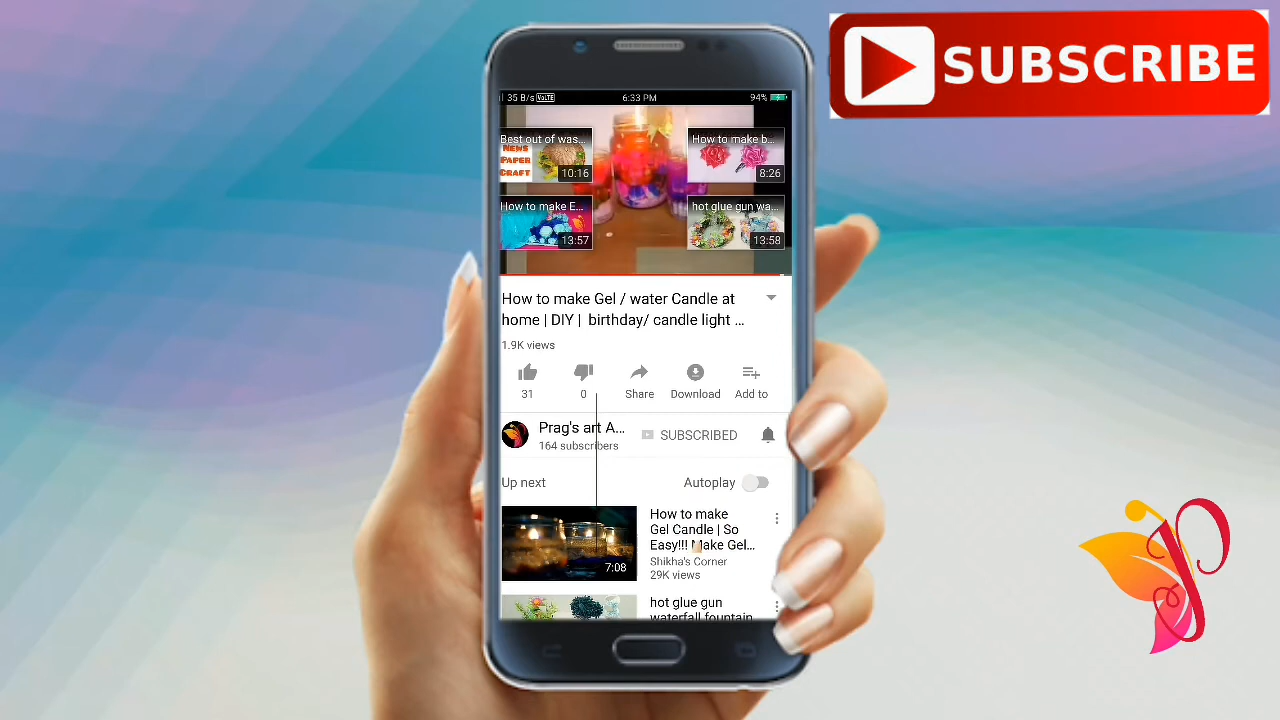 SUBSCRIBE
35 B/s VoLTE 6:33 PM 94%
Best out of was...
NEWS
PAPER
CRAFT
10:16
How to make b...
8:26
How to make E...
13:57
hot glue gun wa...
13:58
How to make Gel / water Candle at
home | DIY | birthday/ candle light ...
1.9K views
31 0 Share Download Add to
Prag's art A...
164 subscribers
SUBSCRIBED
Up next Autoplay
How to make
Gel Candle | So
Easy!!! Make Gel...
Shikha's Corner
29K views
7:08
hot glue gun
waterfall fountain